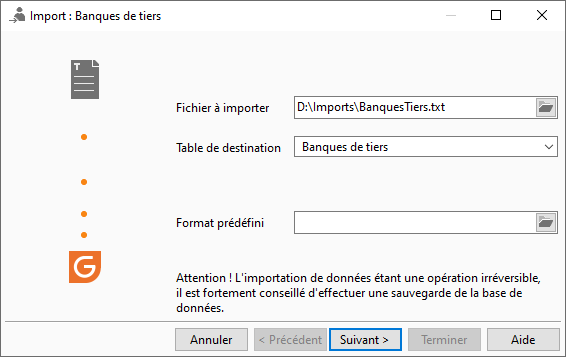 Import : Banques de tiers
T
Fichier à importer D:\Imports\BanquesTiers.txt
Table de destination Banques de tiers
Format prédéfini
G
Attention ! L'importation de données étant une opération irréversible,
il est fortement conseillé d'effectuer une sauvegarde de la base de
données.
Annuler < Précédent Suivant > Terminer Aide